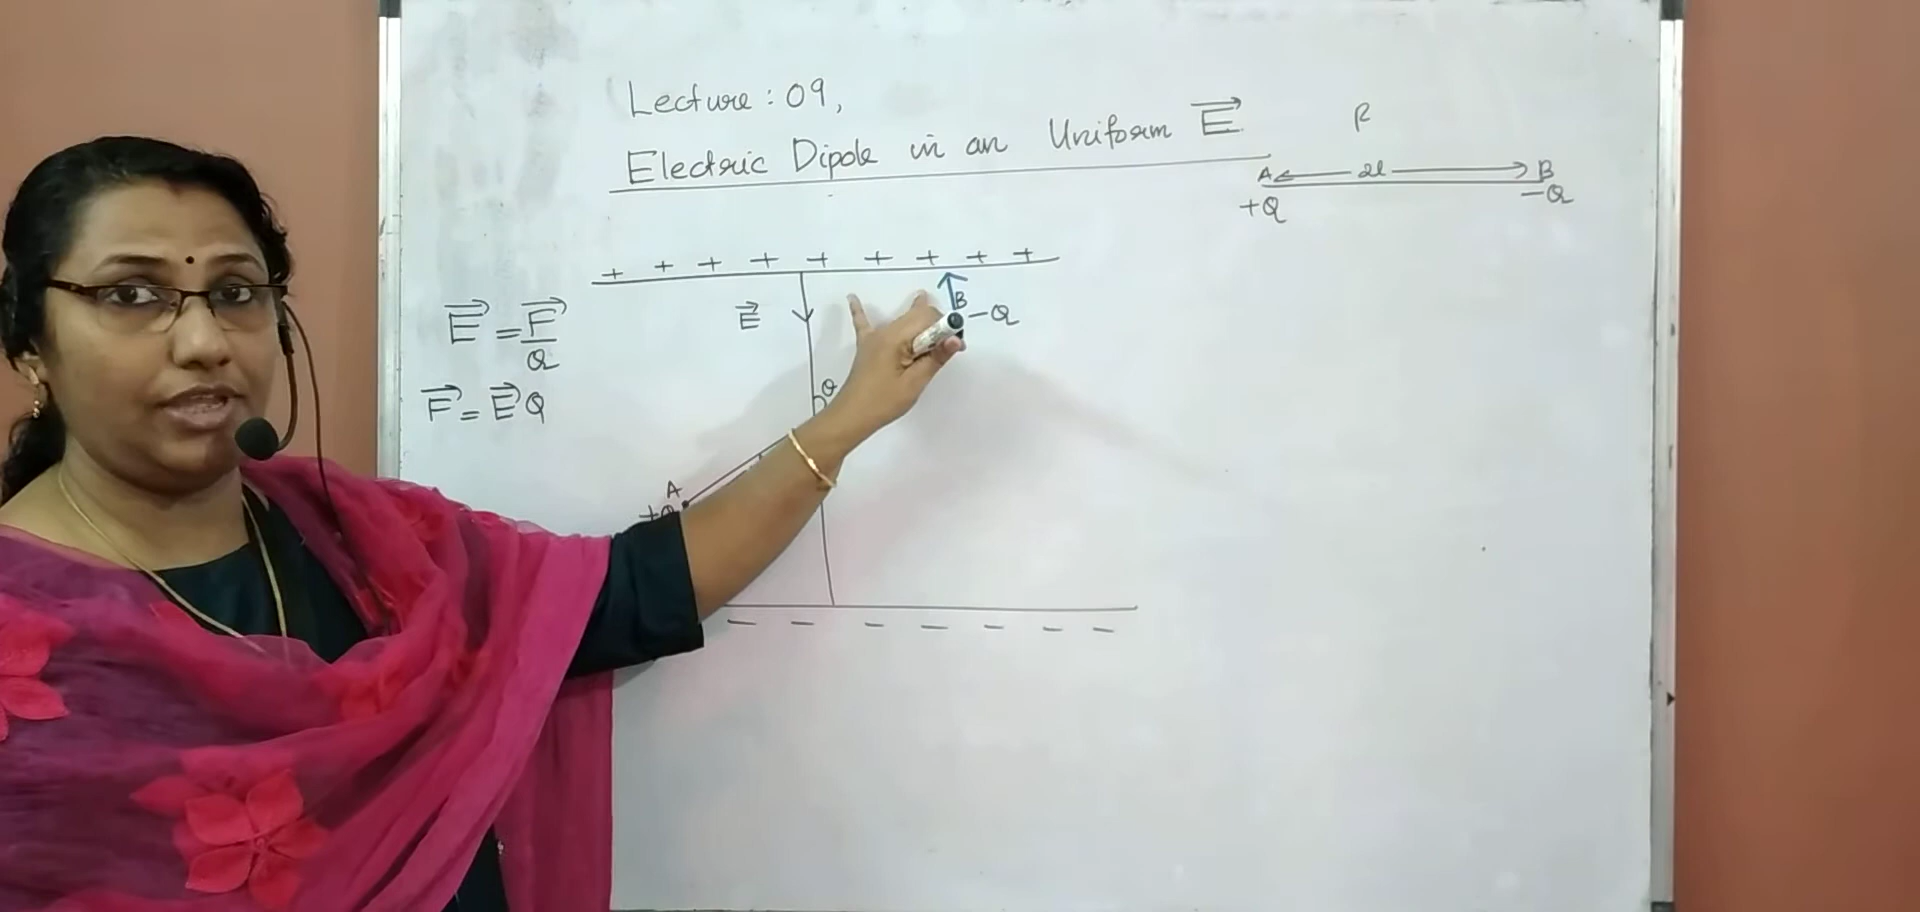 Lecture : 09,
Electric Dipole in an Uniform E
A 2l B
+Q -Q
+ + + + + + + + +
E
B
-Q
E = F/Q
F = E Q
θ
A
+Q
- - - - - - -